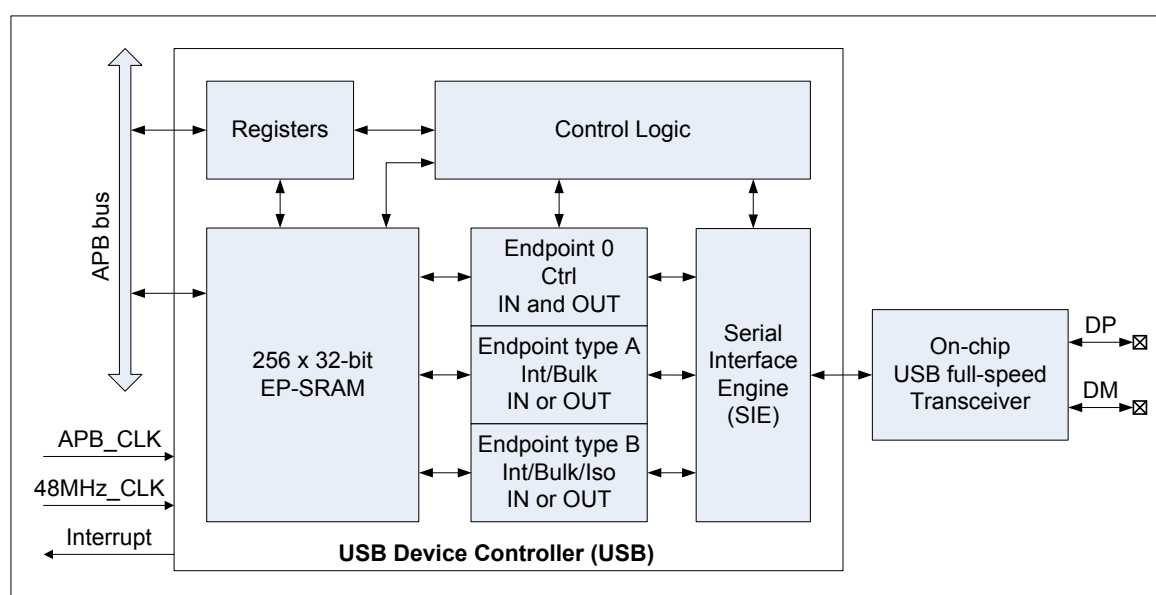 Registers
Control Logic
APB bus
256 x 32-bit
EP-SRAM
Endpoint 0
Ctrl
IN and OUT
Endpoint type A
Int/Bulk
IN or OUT
Endpoint type B
Int/Bulk/Iso
IN or OUT
Serial
Interface
Engine
(SIE)
On-chip
USB full-speed
Transceiver
DP
DM
APB_CLK
48MHz_CLK
Interrupt
USB Device Controller (USB)